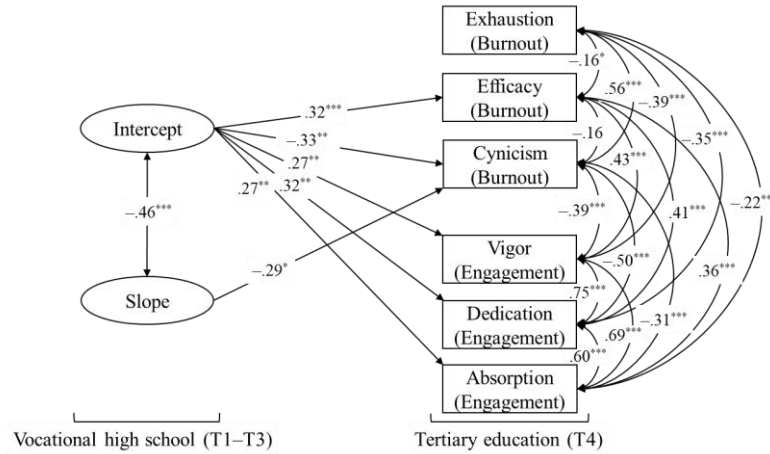 Exhaustion
(Burnout)
−.16*
Efficacy
(Burnout)
.32***
.56***
−.39***
Intercept
−.33**
−.16
−.35***
Cynicism
(Burnout)
.27**
.43***
.27**
.32**
−.46***
−.39***
.41***
−.22**
Vigor
(Engagement)
−.29*
−.50***
.36***
Slope
.75***
Dedication
(Engagement)
−.31***
.69***
.60***
Absorption
(Engagement)
Vocational high school (T1–T3)
Tertiary education (T4)